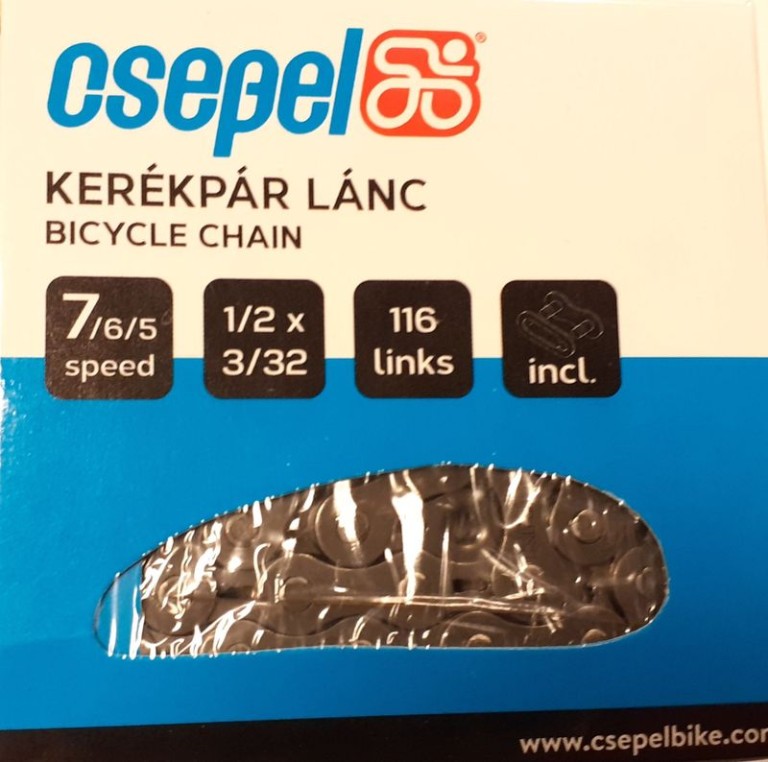 csepel®
KERÉKPÁR LÁNC
BICYCLE CHAIN
7/6/5
speed
1/2 x
3/32
116
links
incl.
www.csepelbike.com